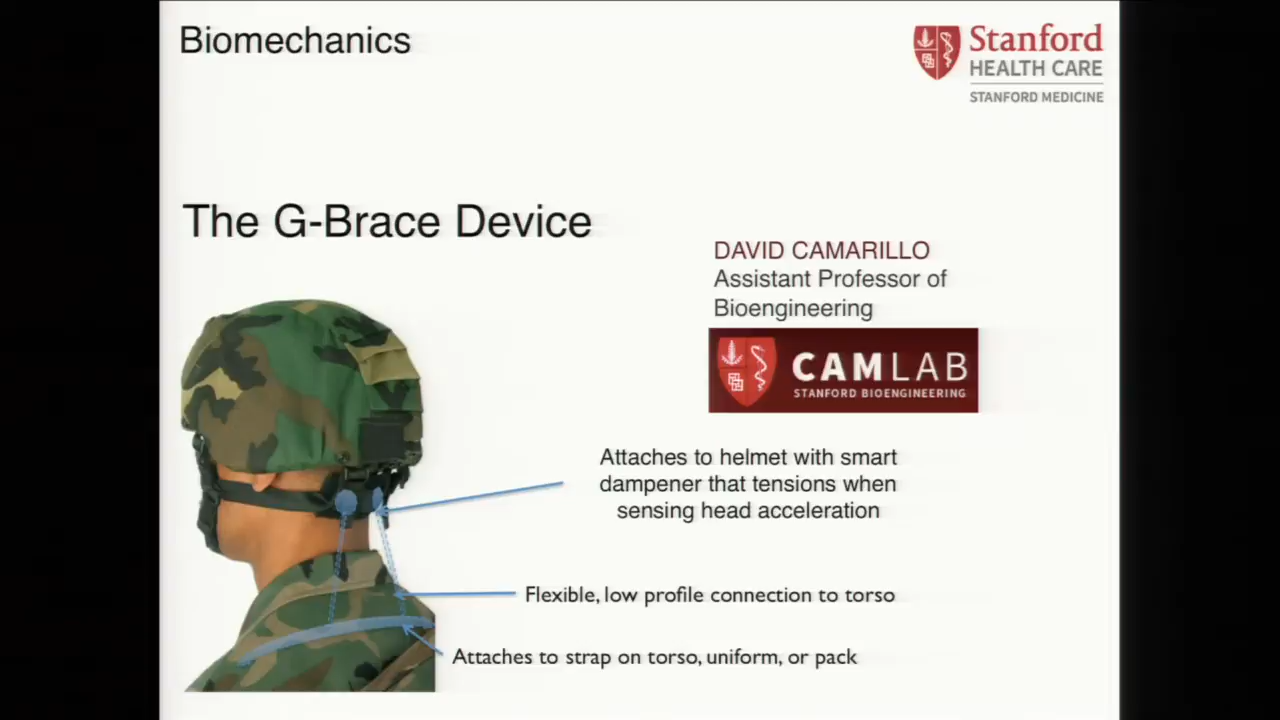 Biomechanics
Stanford
HEALTH CARE
STANFORD MEDICINE
The G-Brace Device
DAVID CAMARILLO
Assistant Professor of
Bioengineering
CAMLAB
STANFORD BIOENGINEERING
Attaches to helmet with smart
dampener that tensions when
sensing head acceleration
Flexible, low profile connection to torso
Attaches to strap on torso, uniform, or pack